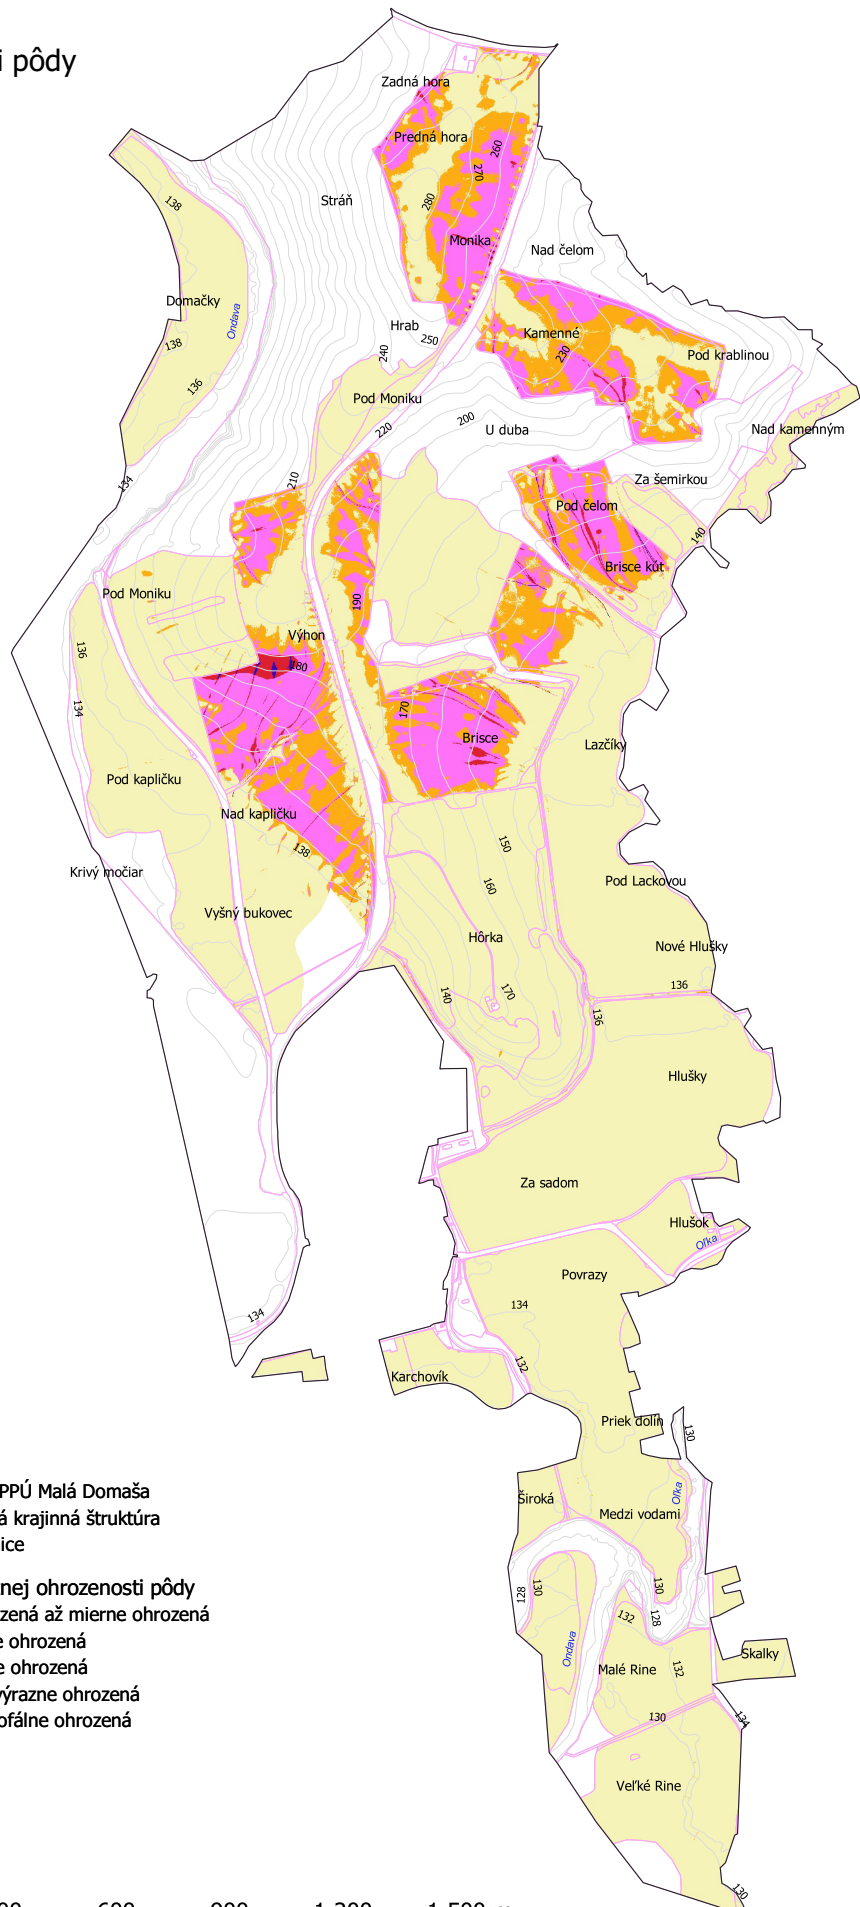 i pôdy
Zadná hora
Predná hora
260
270
280
Stráň
138
Monika
Nad čelom
Domačky
Ondava
Hrab
250
240
Kamenné
230
Pod krablinou
138
136
Pod Moniku
220
200
U duba
Nad kamenným
134
210
Za šemirkou
Pod čelom
140
Brisce kút
Pod Moniku
190
136
Výhon
180
134
170
Brisce
Lazčíky
Pod kapličku
Nad kapličku
138
150
Krivý močiar
160
Pod Lackovou
Vyšný bukovec
Hôrka
Nové Hlušky
140
170
136
136
Hlušky
Za sadom
Hlušok
Oľka
Povrazy
134
134
132
Karchovík
Priek dolín
130
PPÚ Malá Domaša
Široká
Oľka
á krajinná štruktúra
Medzi vodami
ice
128
130
130
nej ohrozenosti pôdy
zená až mierne ohrozená
132
128
e ohrozená
Ondava
Skalky
e ohrozená
Malé Rine
132
výrazne ohrozená
130
134
ofálne ohrozená
Veľké Rine
130